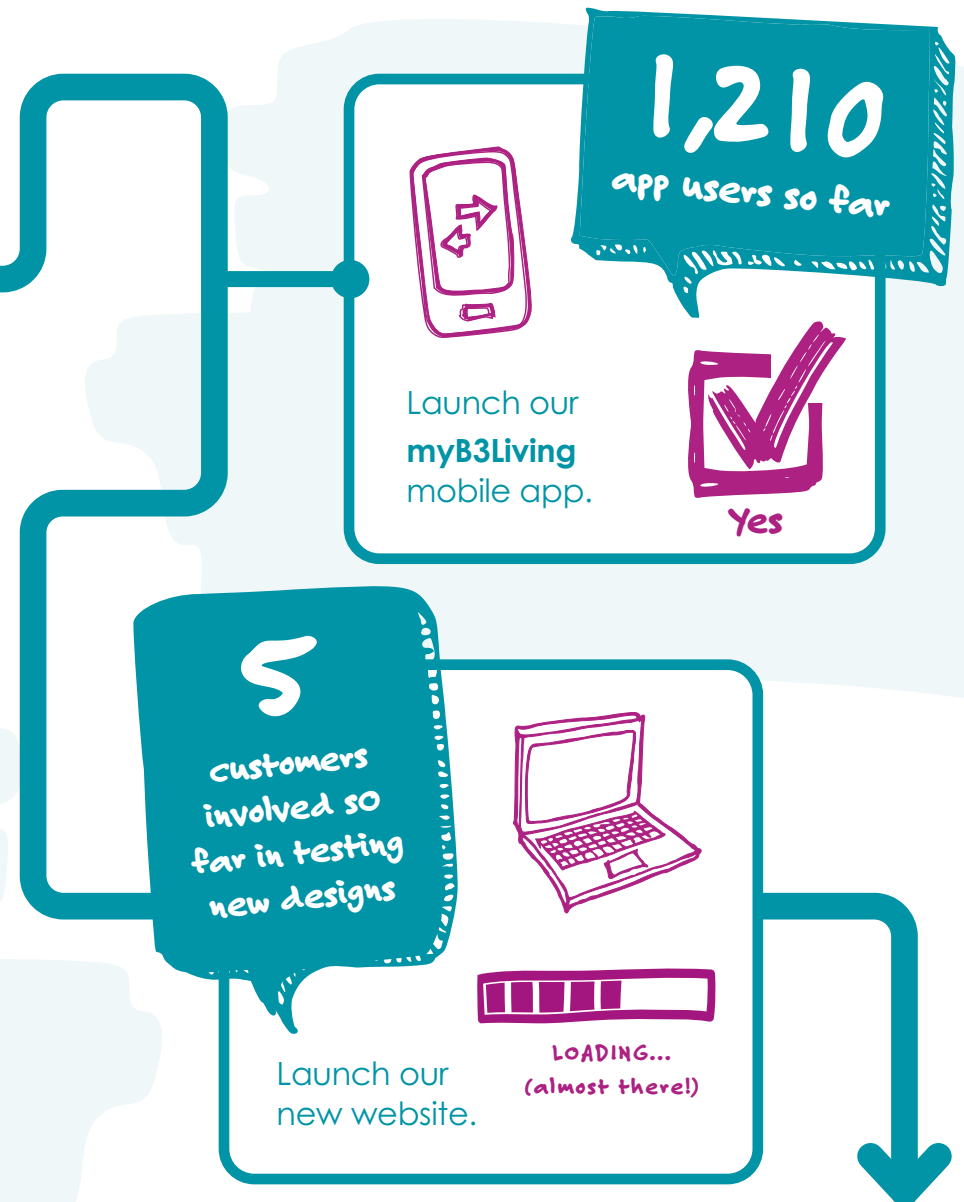 1,210
app users so far
Launch our
myB3Living
mobile app.
Yes
5
customers
involved so
far in testing
new designs
LOADING...
(almost there!)
Launch our
new website.